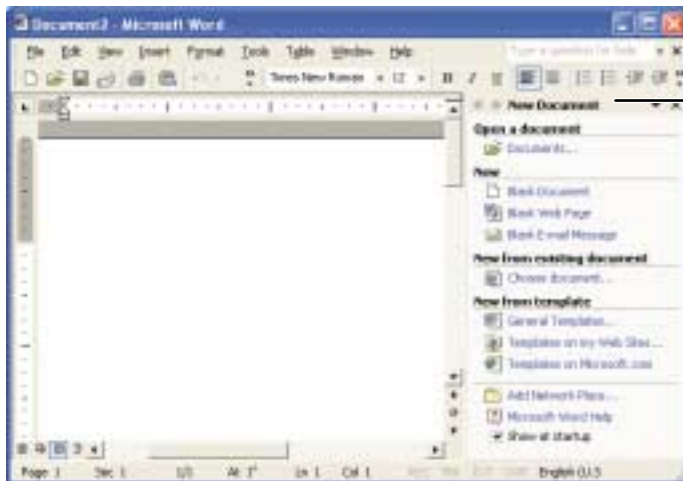 Document2 - Microsoft Word
File Edit View Insert Format Tools Table Window Help Type a question for help
Times New Roman 12 B I U
New Document
Open a document
Documents...
New
Blank Document
Blank Web Page
Blank E-mail Message
New from existing document
Choose document...
New from template
General Templates...
Templates on my Web Sites...
Templates on Microsoft.com
Add Network Place...
Microsoft Word Help
Show at startup
Page 1 Sec 1 1/1 At 1" Ln 1 Col 1 English (U.S